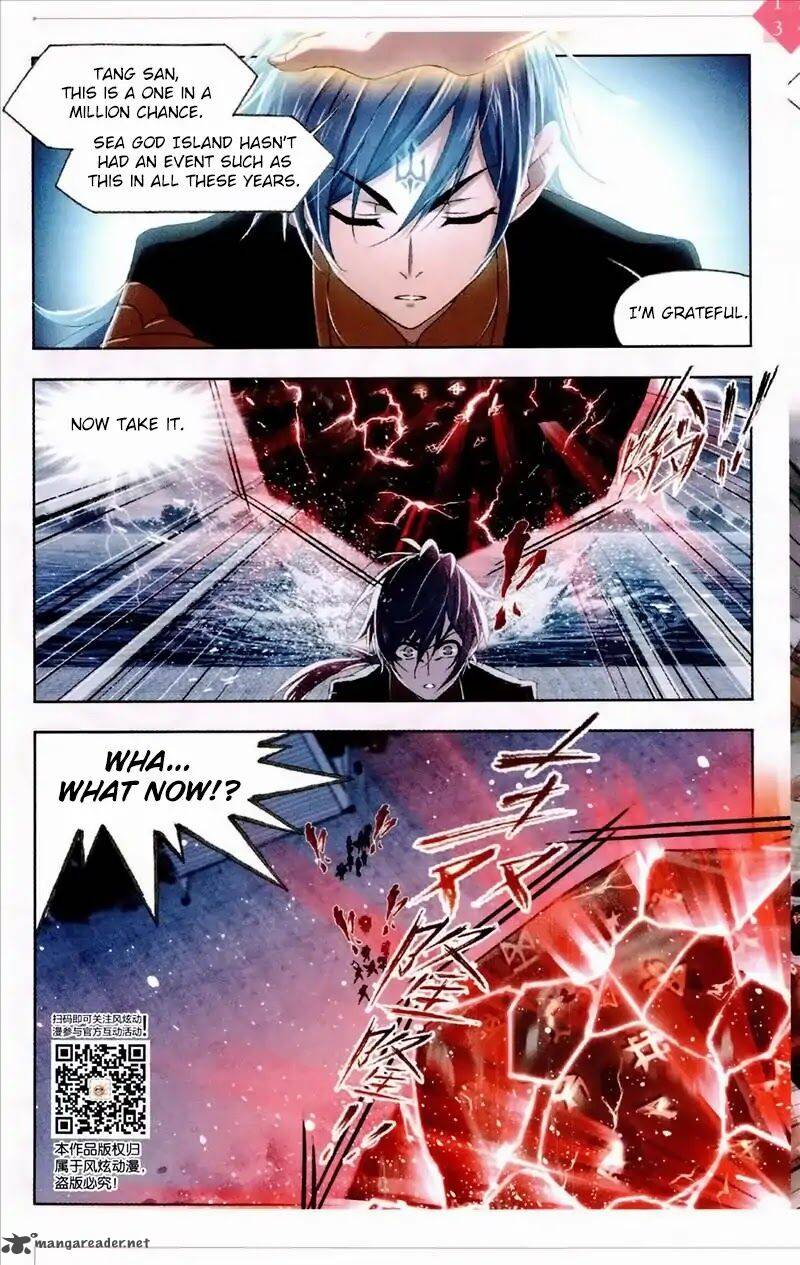 1
3
TANG SAN,
THIS IS A ONE IN A
MILLION CHANCE.
SEA GOD ISLAND HASN'T
HAD AN EVENT SUCH AS
THIS IN ALL THESE YEARS.
I'M GRATEFUL.
NOW TAKE IT.
!!
!?
WHA...
WHAT NOW!?
!
!?
!?
隆
隆
!!
扫码即可关注风炫动
漫参与官方互动活动!
本作品版权归
属于风炫动漫,
盗版必究!
mangareader.net